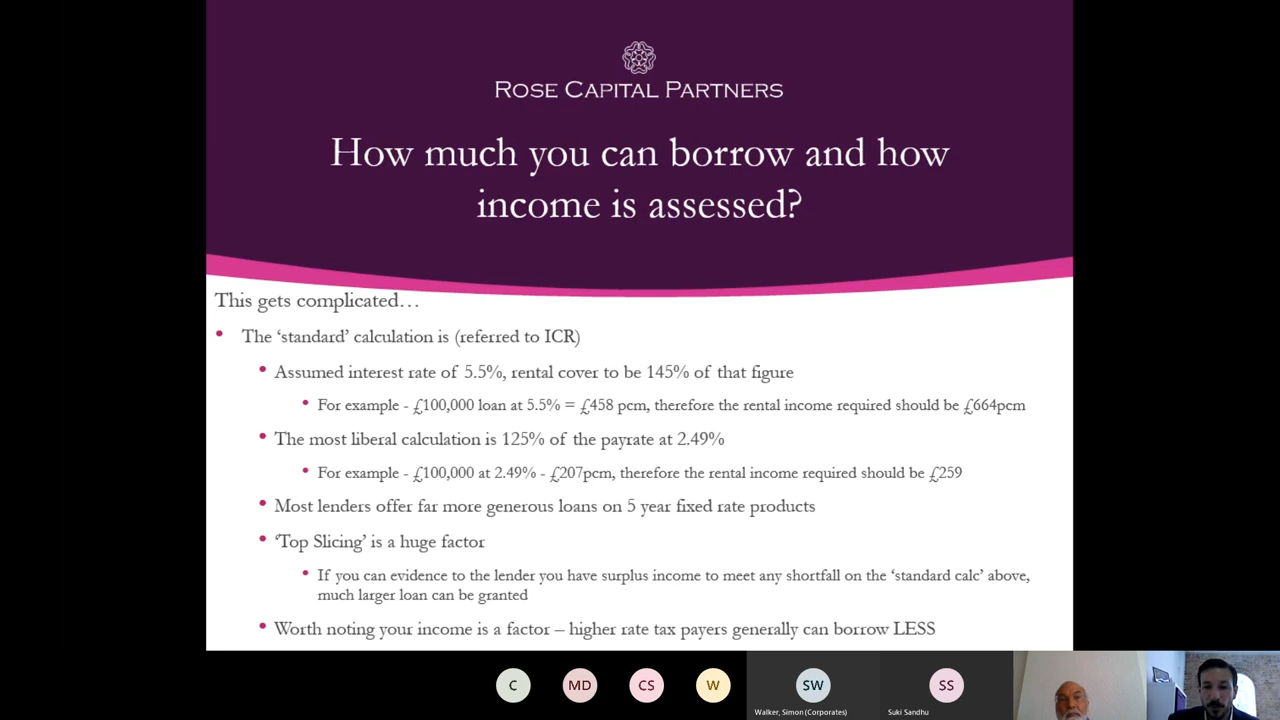 ROSE CAPITAL PARTNERS
How much you can borrow and how
income is assessed?
This gets complicated…
• The ‘standard’ calculation is (referred to ICR)
• Assumed interest rate of 5.5%, rental cover to be 145% of that figure
• For example - £100,000 loan at 5.5% = £458 pcm, therefore the rental income required should be £664pcm
• The most liberal calculation is 125% of the payrate at 2.49%
• For example - £100,000 at 2.49% - £207pcm, therefore the rental income required should be £259
• Most lenders offer far more generous loans on 5 year fixed rate products
• ‘Top Slicing’ is a huge factor
• If you can evidence to the lender you have surplus income to meet any shortfall on the ‘standard calc’ above,
much larger loan can be granted
• Worth noting your income is a factor – higher rate tax payers generally can borrow LESS
C MD CS W SW SS
Walker, Simon (Corporates) Suki Sandhu